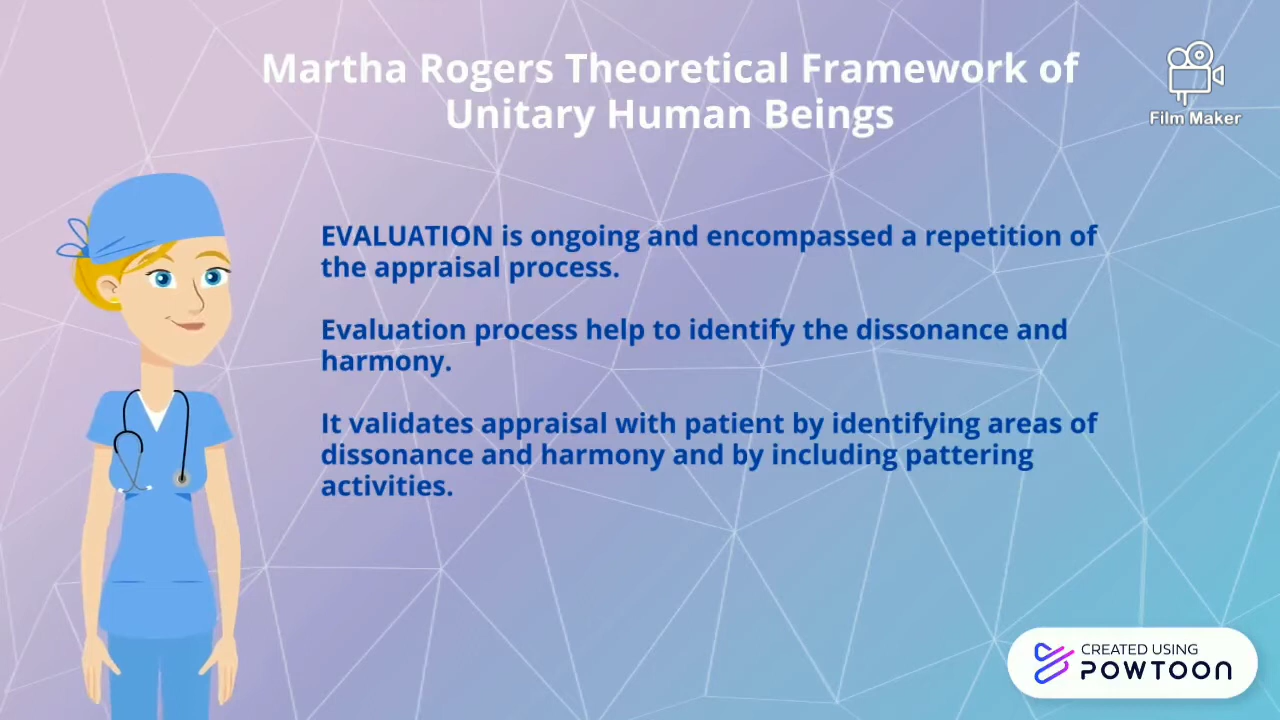 Martha Rogers Theoretical Framework of
Unitary Human Beings
Film Maker
EVALUATION is ongoing and encompassed a repetition of
the appraisal process.
Evaluation process help to identify the dissonance and
harmony.
It validates appraisal with patient by identifying areas of
dissonance and harmony and by including pattering
activities.
CREATED USING
POWTOON